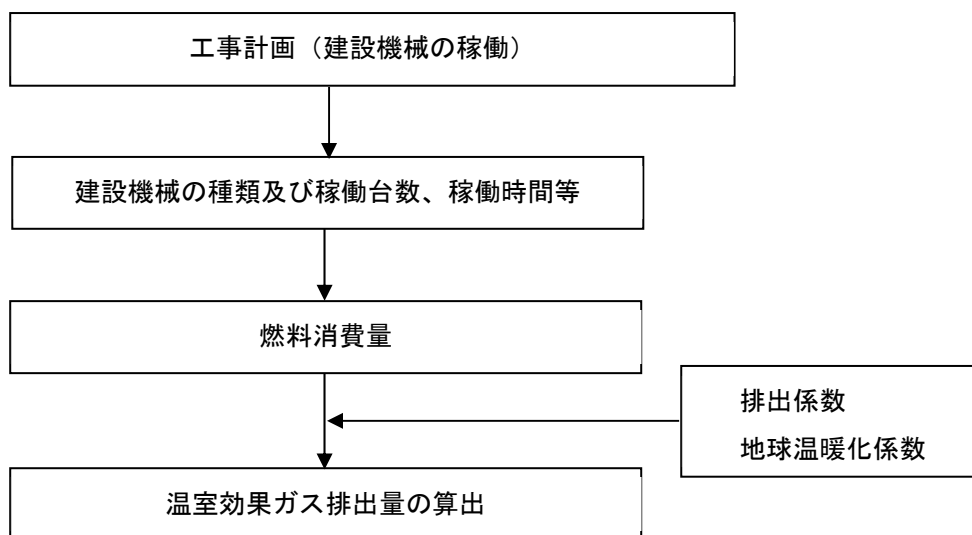 工事計画（建設機械の稼働）
建設機械の種類及び稼働台数、稼働時間等
燃料消費量
排出係数
地球温暖化係数
温室効果ガス排出量の算出